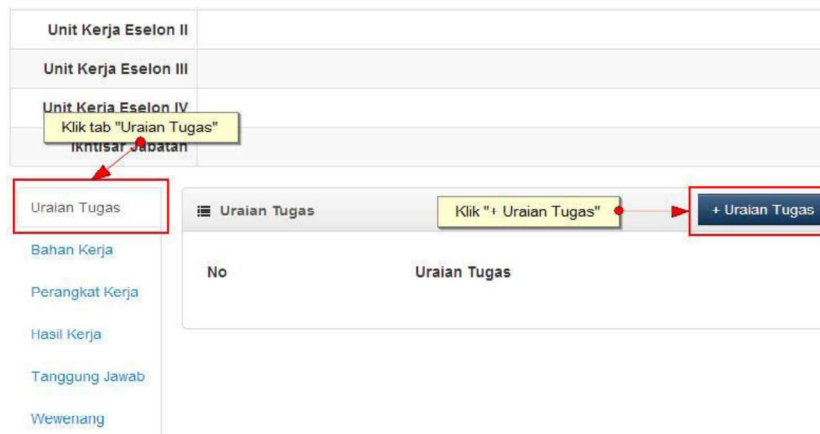 Unit Kerja Eselon II
Unit Kerja Eselon III
Unit Kerja Eselon IV
Klik tab "Uraian Tugas"
Ikhtisar Jabatan
Uraian Tugas
Uraian Tugas
Klik "+ Uraian Tugas"
+ Uraian Tugas
Bahan Kerja
No Uraian Tugas
Perangkat Kerja
Hasil Kerja
Tanggung Jawab
Wewenang